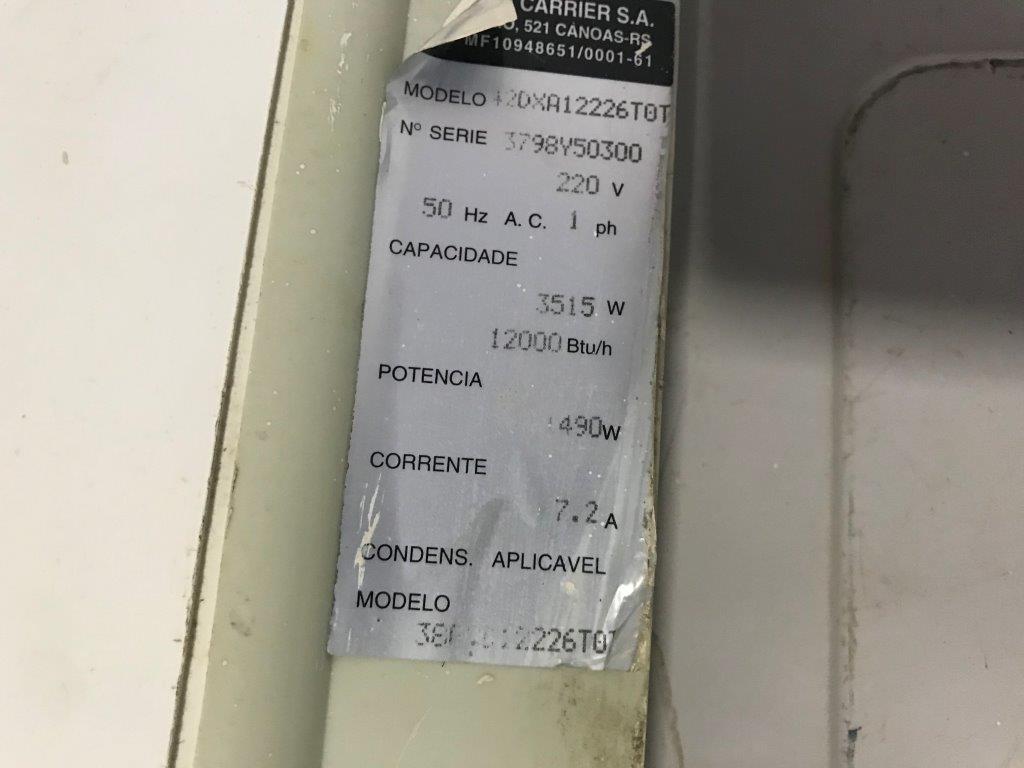 CARRIER S.A.
521 CANOAS-RS
MF10948651/0001-61
MODELO 42DXA12226T0T
Nº SERIE 3798Y50300
220 V
50 Hz A.C. 1 ph
CAPACIDADE
3515 W
12000 Btu/h
POTENCIA
490W
CORRENTE
7.2 A
CONDENS. APLICAVEL
MODELO